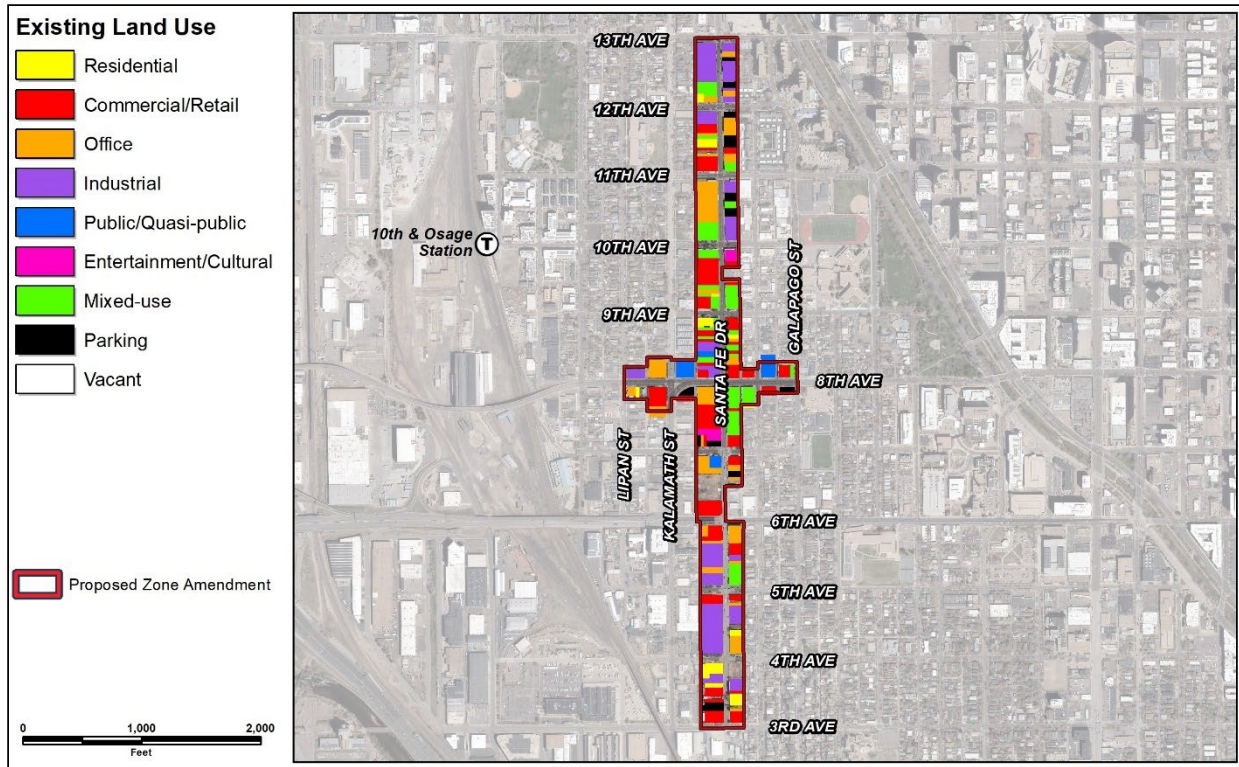 Existing Land Use
Residential
Commercial/Retail
Office
Industrial
Public/Quasi-public
Entertainment/Cultural
Mixed-use
Parking
Vacant
Proposed Zone Amendment
0 1,000 2,000
Feet
13TH AVE
12TH AVE
11TH AVE
10th & Osage
Station
T
10TH AVE
GALAPAGO ST
9TH AVE
SANTA FE DR
8TH AVE
LIPAN ST
KALAMATH ST
6TH AVE
5TH AVE
4TH AVE
3RD AVE